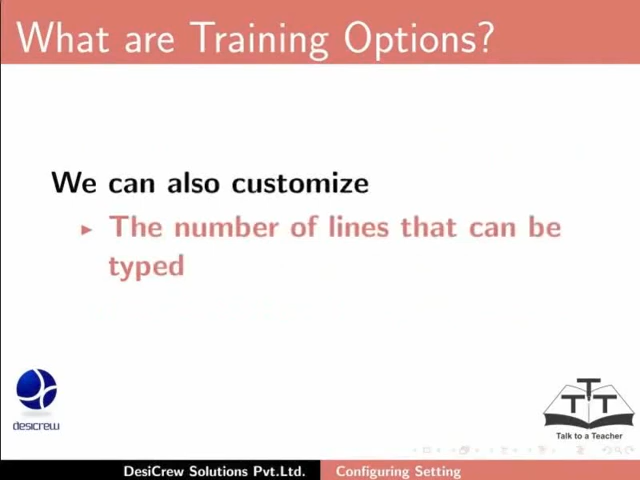 What are Training Options?
We can also customize
The number of lines that can be
typed
desicrew
T
T T
Talk to a Teacher
DesiCrew Solutions Pvt.Ltd. Configuring Setting